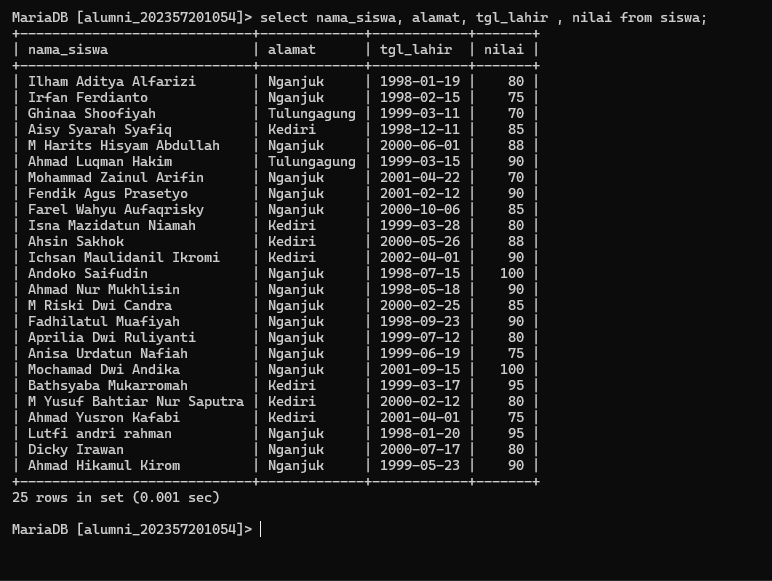 MariaDB [alumni_202357201054]> select nama_siswa, alamat, tgl_lahir , nilai from siswa;
+-----------------------------+-------------+------------+-------+
| nama_siswa                  | alamat      | tgl_lahir  | nilai |
+-----------------------------+-------------+------------+-------+
| Ilham Aditya Alfarizi       | Nganjuk     | 1998-01-19 |    80 |
| Irfan Ferdianto             | Nganjuk     | 1998-02-15 |    75 |
| Ghinaa Shoofiyah            | Tulungagung | 1999-03-11 |    70 |
| Aisy Syarah Syafiq          | Kediri      | 1998-12-11 |    85 |
| M Harits Hisyam Abdullah    | Nganjuk     | 2000-06-01 |    88 |
| Ahmad Luqman Hakim          | Tulungagung | 1999-03-15 |    90 |
| Mohammad Zainul Arifin      | Nganjuk     | 2001-04-22 |    70 |
| Fendik Agus Prasetyo        | Nganjuk     | 2001-02-12 |    90 |
| Farel Wahyu Aufaqrisky      | Nganjuk     | 2000-10-06 |    85 |
| Isna Mazidatun Niamah       | Kediri      | 1999-03-28 |    80 |
| Ahsin Sakhok                | Kediri      | 2000-05-26 |    88 |
| Ichsan Maulidanil Ikromi    | Kediri      | 2002-04-01 |    90 |
| Andoko Saifudin             | Nganjuk     | 1998-07-15 |   100 |
| Ahmad Nur Mukhlisin         | Nganjuk     | 1998-05-18 |    90 |
| M Riski Dwi Candra          | Nganjuk     | 2000-02-25 |    85 |
| Fadhilatul Muafiyah         | Nganjuk     | 1998-09-23 |    90 |
| Aprilia Dwi Ruliyanti       | Nganjuk     | 1999-07-12 |    80 |
| Anisa Urdatun Nafiah        | Nganjuk     | 1999-06-19 |    75 |
| Mochamad Dwi Andika         | Nganjuk     | 2001-09-15 |   100 |
| Bathsyaba Mukarromah        | Kediri      | 1999-03-17 |    95 |
| M Yusuf Bahtiar Nur Saputra | Kediri      | 2000-02-12 |    80 |
| Ahmad Yusron Kafabi         | Kediri      | 2001-04-01 |    75 |
| Lutfi andri rahman          | Nganjuk     | 1998-01-20 |    95 |
| Dicky Irawan                | Nganjuk     | 2000-07-17 |    80 |
| Ahmad Hikamul Kirom         | Nganjuk     | 1999-05-23 |    90 |
+-----------------------------+-------------+------------+-------+
25 rows in set (0.001 sec)
MariaDB [alumni_202357201054]>